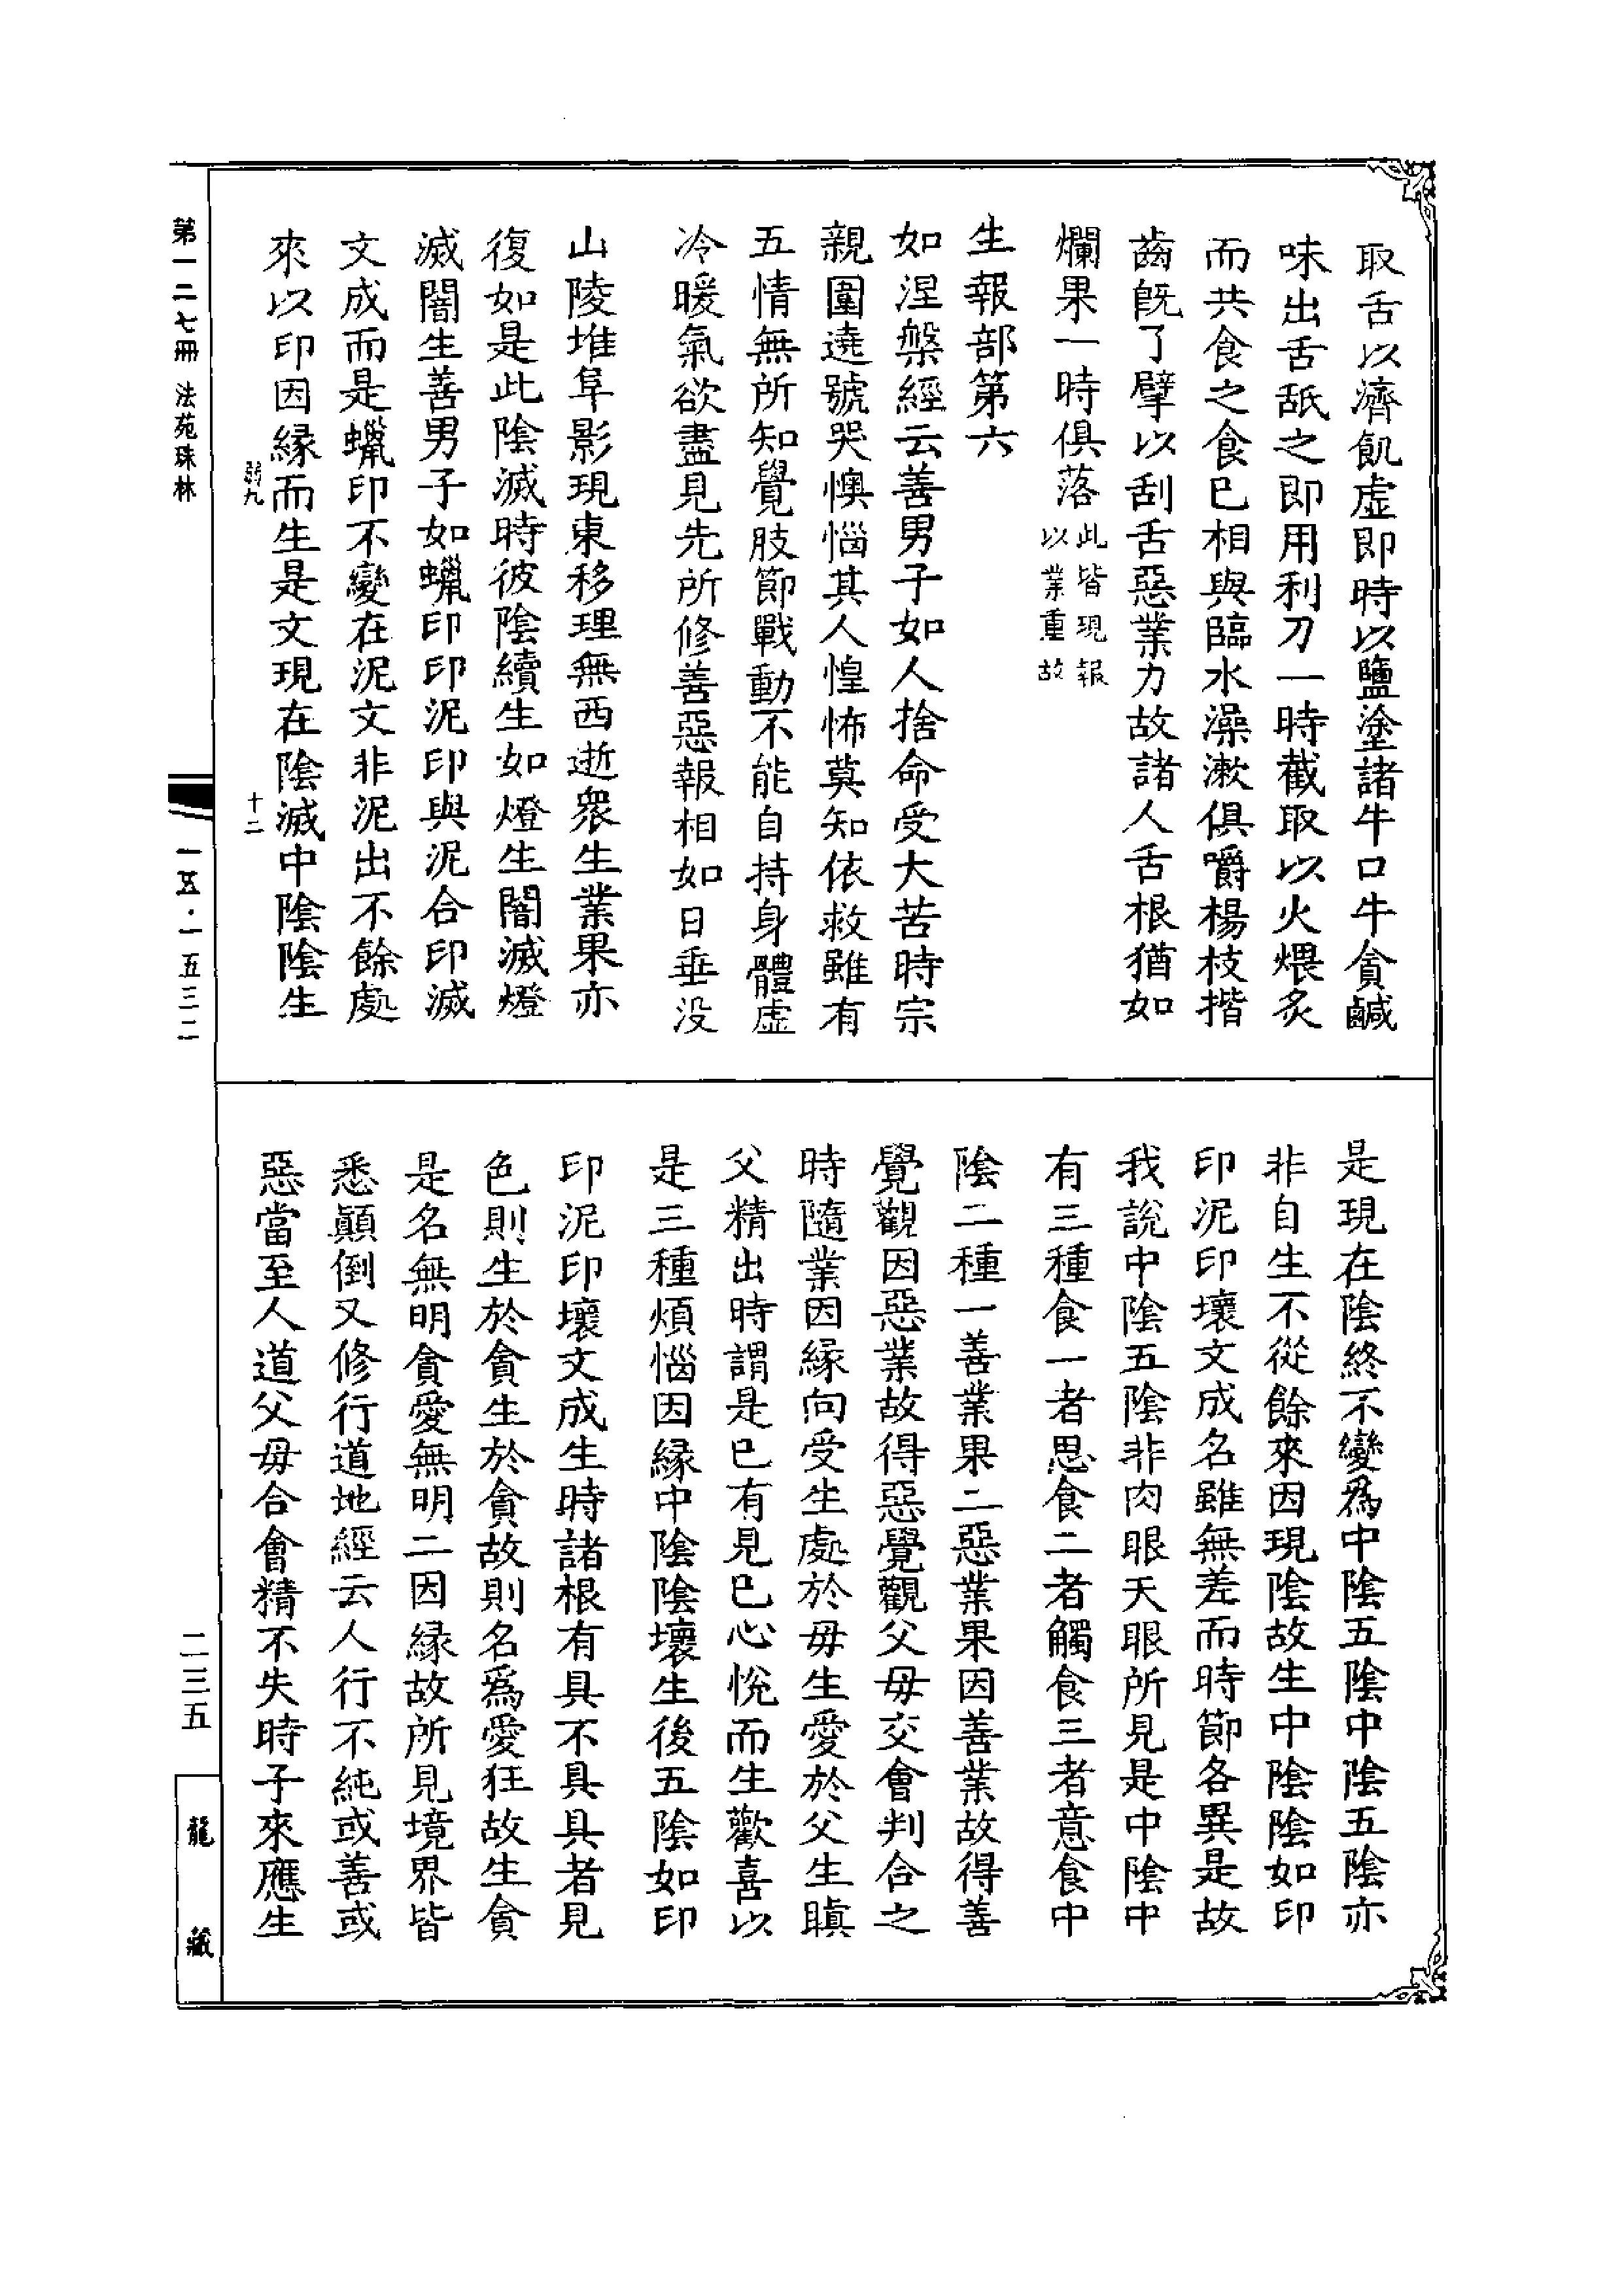 取舌以濟飢虛即時以鹽塗諸牛口牛貪鹹
味出舌舐之即用利刀一時截取以火煨炙
而共食之食已相與臨水澡漱俱嚼楊枝揩
齒旣了擘以刮舌惡業力故諸人舌根猶如
爛果一時俱落此皆現報以業重故
生報部第六
如涅槃經云善男子如人捨命受大苦時宗
親圍遶號哭懊惱其人惶怖莫知依救雖有
五情無所知覺肢節戰動不能自持身體虛
冷暖氣欲盡見先所修善惡報相如日垂没
山陵堆阜影現東移理無西逝衆生業果亦
復如是此陰滅時彼陰續生如燈生闇滅燈
滅闇生善男子如蠟印印泥印與泥合印滅
文成而是蠟印不變在泥文非泥出不餘處
來以印因緣而生是文現在陰滅中陰陰生
弱九 十二
是現在陰終不變爲中陰五陰中陰五陰亦
非自生不從餘來因現陰故生中陰陰如印
印泥印壞文成名雖無差而時節各異是故
我說中陰五陰非肉眼天眼所見是中陰中
有三種食一者思食二者觸食三者意食中
陰二種一善業果二惡業果因善業故得善
覺觀因惡業故得惡覺觀父毋交會判合之
時隨業因緣向受生處於毋生愛於父生瞋
父精出時謂是已有見已心悅而生歡喜以
是三種煩惱因緣中陰陰壞生後五陰如印
印泥印壞文成生時諸根有具不具具者見
色則生於貪生於貪故則名爲愛狂故生貪
是名無明貪愛無明二因緣故所見境界皆
悉顚倒又修行道地經云人行不純或善或
惡當至人道父毋合會精不失時子來應生
第一二七冊 法苑珠林
一五·一五三二
二三五
龍藏